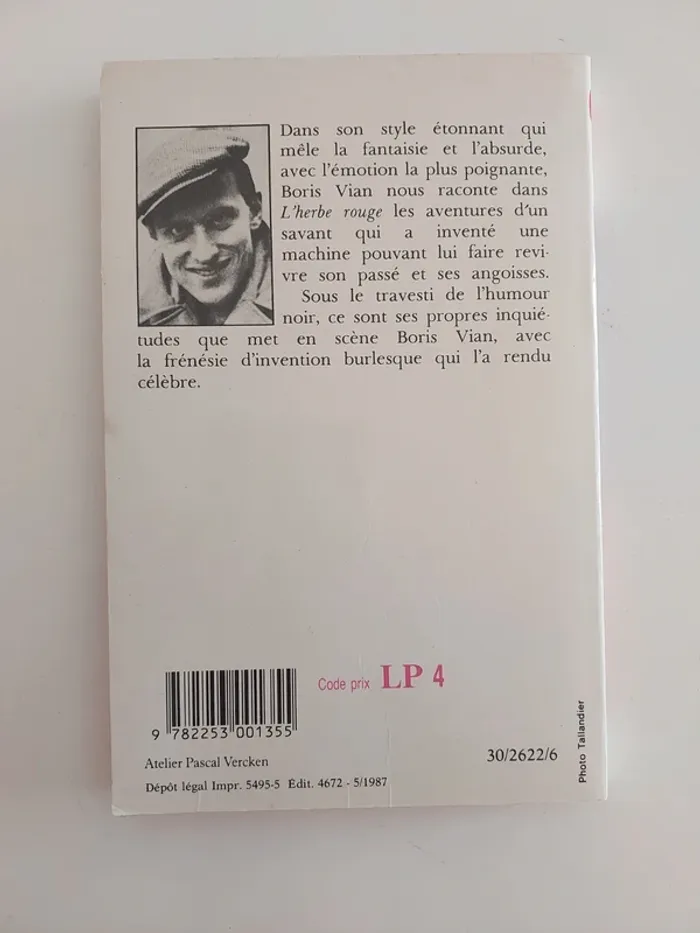 Dans son style étonnant qui
mêle la fantaisie et l'absurde,
avec l'émotion la plus poignante,
Boris Vian nous raconte dans
L'herbe rouge les aventures d'un
savant qui a inventé une
machine pouvant lui faire revi-
vre son passé et ses angoisses.
Sous le travesti de l'humour
noir, ce sont ses propres inquié-
tudes que met en scène Boris Vian, avec
la frénésie d'invention burlesque qui l'a rendu
célèbre.
Code prix LP 4
9 782253 001355
Atelier Pascal Vercken
30/2622/6
Dépôt légal Impr. 5495-5 Édit. 4672 - 5/1987
Photo Tallandier